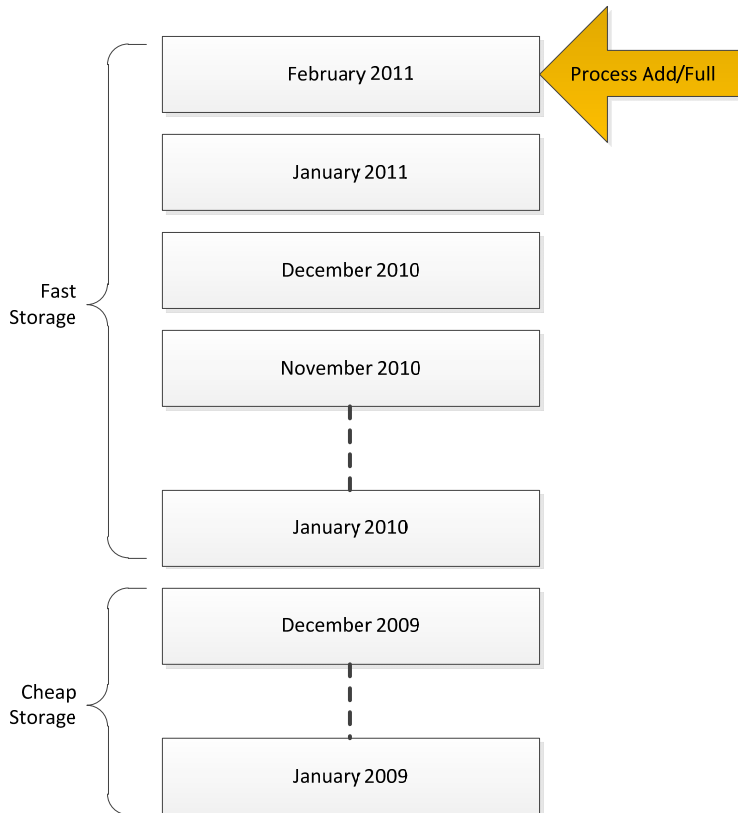 February 2011
Process Add/Full
January 2011
December 2010
Fast
Storage
November 2010
January 2010
December 2009
Cheap
Storage
January 2009